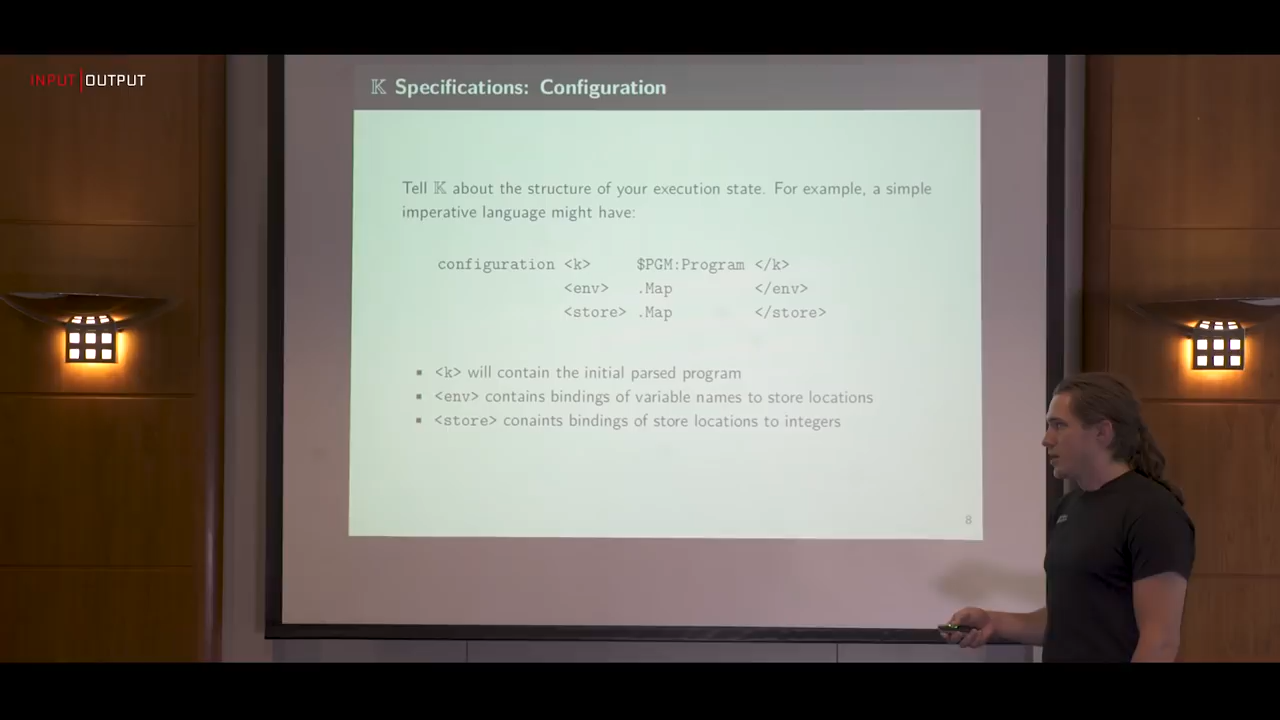 INPUT|OUTPUT
𝕂 Specifications: Configuration
Tell 𝕂 about the structure of your execution state. For example, a simple
imperative language might have:
configuration <k> $PGM:Program </k>
<env> .Map </env>
<store> .Map </store>
▪ <k> will contain the initial parsed program
▪ <env> contains bindings of variable names to store locations
▪ <store> conaints bindings of store locations to integers
8